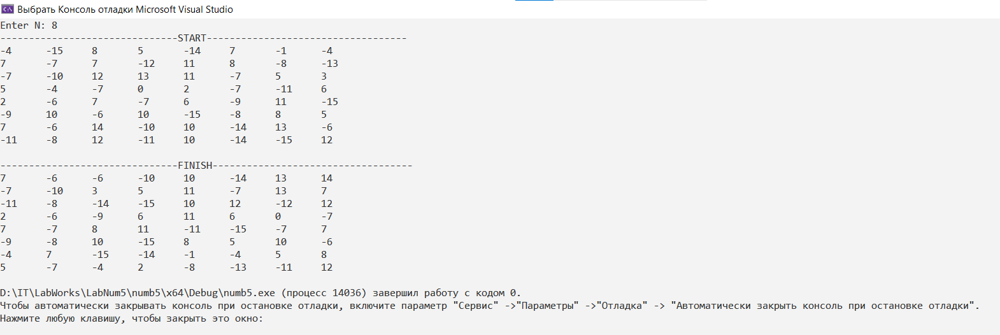 Выбрать Консоль отладки Microsoft Visual Studio
Enter N: 8
-------------------------------START-----------------------------------
-4 -15 8 5 -14 7 -1 -4
7 -7 7 -12 11 8 -8 -13
-7 -10 12 13 11 -7 5 3
5 -4 -7 0 2 -7 -11 6
2 -6 7 -7 6 -9 11 -15
-9 10 -6 10 -15 -8 8 5
7 -6 14 -10 10 -14 13 -6
-11 -8 12 -11 10 -14 -15 12
-------------------------------FINISH-----------------------------------
7 -6 -6 -10 10 -14 13 14
-7 -10 3 5 11 -7 13 7
-11 -8 -14 -15 10 12 -12 12
2 -6 -9 6 11 6 0 -7
7 -7 8 11 -11 -15 -7 7
-9 -8 10 -15 8 5 10 -6
-4 7 -15 -14 -1 -4 5 8
5 -7 -4 2 -8 -13 -11 12
D:\IT\LabWorks\LabNum5\numb5\x64\Debug\numb5.exe (процесс 14036) завершил работу с кодом 0.
Чтобы автоматически закрывать консоль при остановке отладки, включите параметр "Сервис" ->"Параметры" ->"Отладка" -> "Автоматически закрыть консоль при остановке отладки".
Нажмите любую клавишу, чтобы закрыть это окно: